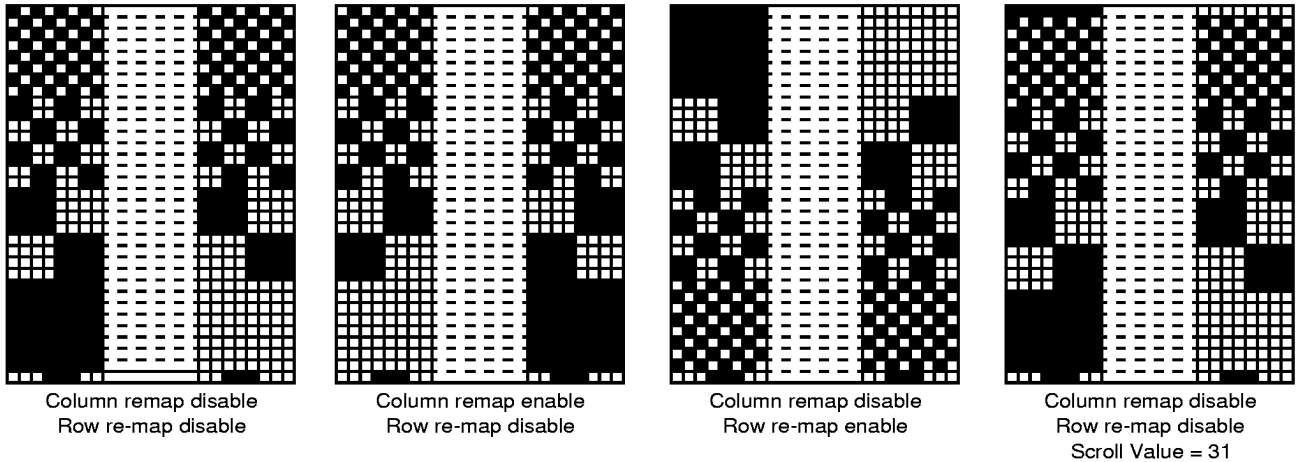 Column remap disable
Row re-map disable
Column remap enable
Row re-map disable
Column remap disable
Row re-map enable
Column remap disable
Row re-map disable
Scroll Value = 31